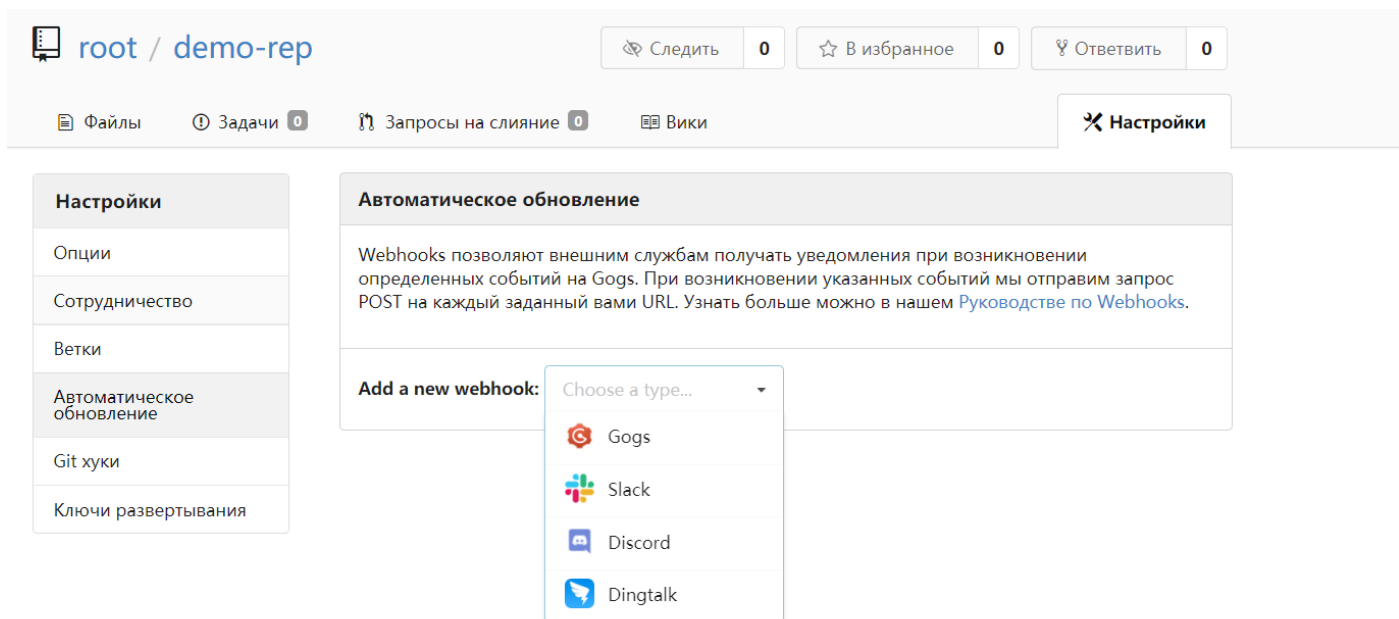 root / demo-rep
Следить 0
В избранное 0
Ответвить 0
Файлы
Задачи 0
Запросы на слияние 0
Вики
Настройки
Настройки
Опции
Сотрудничество
Ветки
Автоматическое
обновление
Git хуки
Ключи развертывания
Автоматическое обновление
Webhooks позволяют внешним службам получать уведомления при возникновении
определенных событий на Gogs. При возникновении указанных событий мы отправим запрос
POST на каждый заданный вами URL. Узнать больше можно в нашем Руководстве по Webhooks.
Add a new webhook: Choose a type...
Gogs
Slack
Discord
Dingtalk